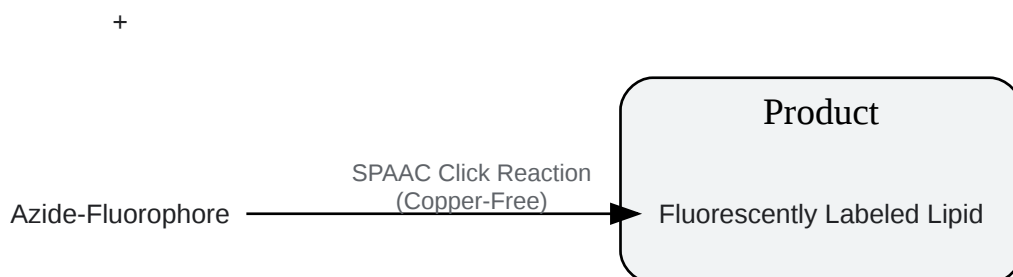 +
Product
SPAAC Click Reaction
(Copper-Free)
Azide-Fluorophore
Fluorescently Labeled Lipid